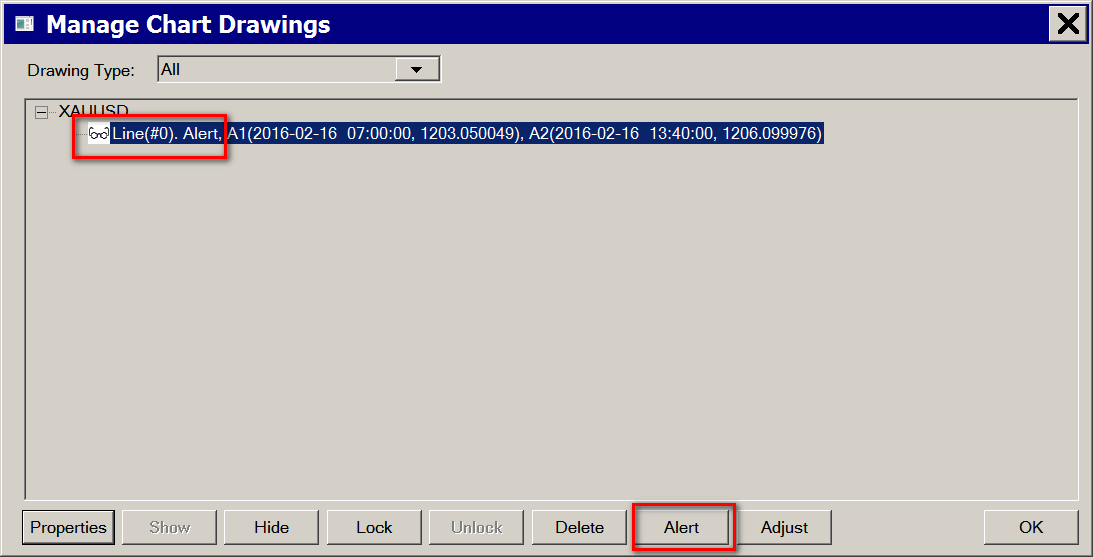 Manage Chart Drawings
Drawing Type: All
XAUUSD
Line(#0). Alert, A1(2016-02-16  07:00:00, 1203.050049), A2(2016-02-16  13:40:00, 1206.099976)
Properties Show Hide Lock Unlock Delete Alert Adjust OK